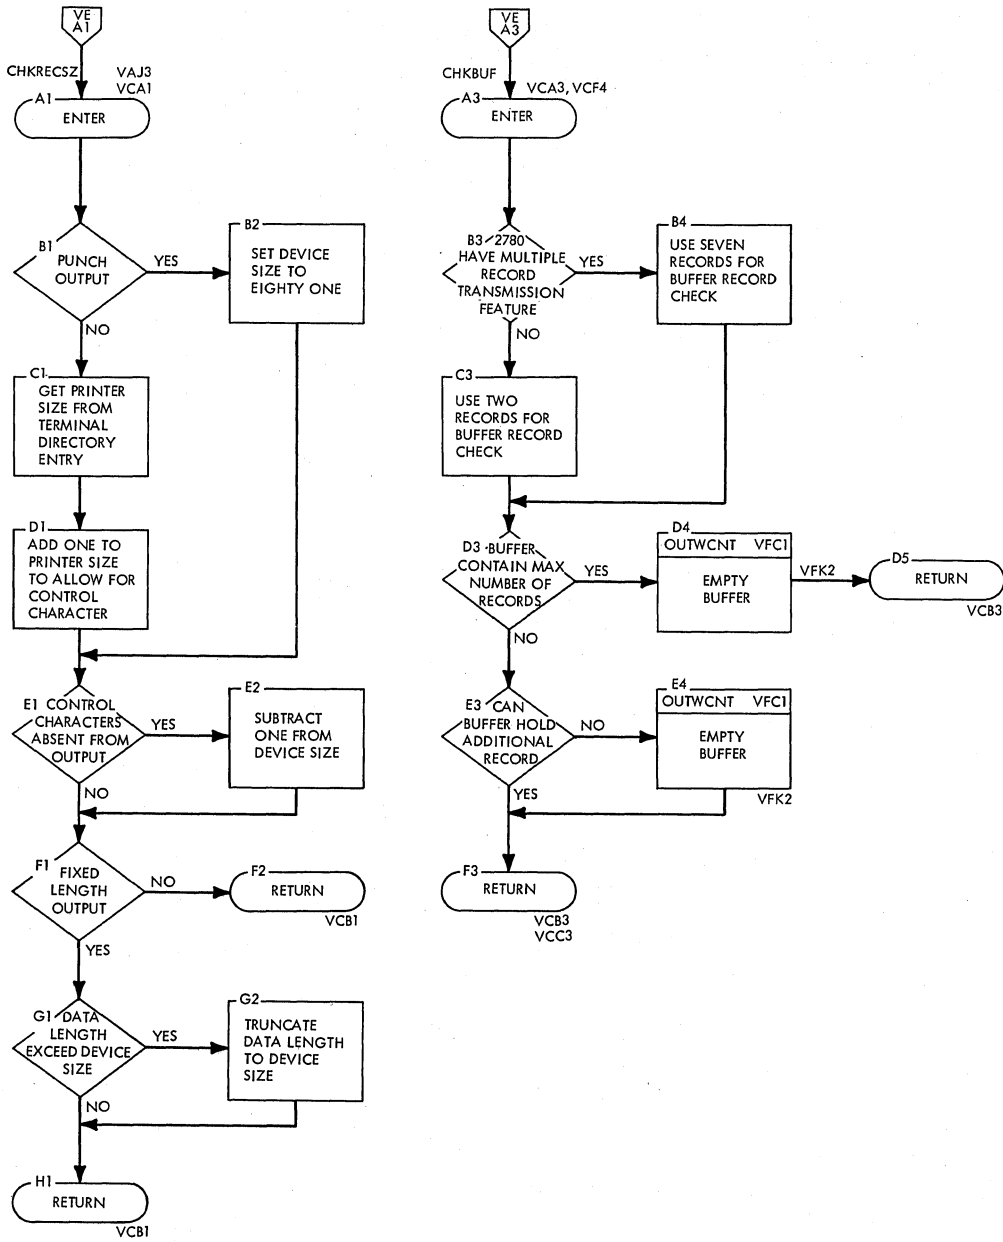 VE
A1
CHKRECSZ
VAJ3
VCA1
A1
ENTER
B1
PUNCH
OUTPUT
YES
NO
B2
SET DEVICE
SIZE TO
EIGHTY ONE
C1
GET PRINTER
SIZE FROM
TERMINAL
DIRECTORY
ENTRY
D1
ADD ONE TO
PRINTER SIZE
TO ALLOW FOR
CONTROL
CHARACTER
E1 CONTROL
CHARACTERS
ABSENT FROM
OUTPUT
YES
NO
E2
SUBTRACT
ONE FROM
DEVICE SIZE
F1
FIXED
LENGTH
OUTPUT
NO
YES
F2
RETURN
VCB1
G1 DATA
LENGTH
EXCEED DEVICE
SIZE
YES
NO
G2
TRUNCATE
DATA LENGTH
TO DEVICE
SIZE
H1
RETURN
VCB1
VE
A3
CHKBUF
VCA3, VCF4
A3
ENTER
B3 2780
HAVE MULTIPLE
RECORD
TRANSMISSION
FEATURE
YES
NO
B4
USE SEVEN
RECORDS FOR
BUFFER RECORD
CHECK
C3
USE TWO
RECORDS FOR
BUFFER RECORD
CHECK
D3 BUFFER
CONTAIN MAX
NUMBER OF
RECORDS
YES
NO
D4
OUTWCNT VFC1
EMPTY
BUFFER
VFK2
D5
RETURN
VCB3
E3 CAN
BUFFER HOLD
ADDITIONAL
RECORD
NO
YES
E4
OUTWCNT VFC1
EMPTY
BUFFER
VFK2
F3
RETURN
VCB3
VCC3